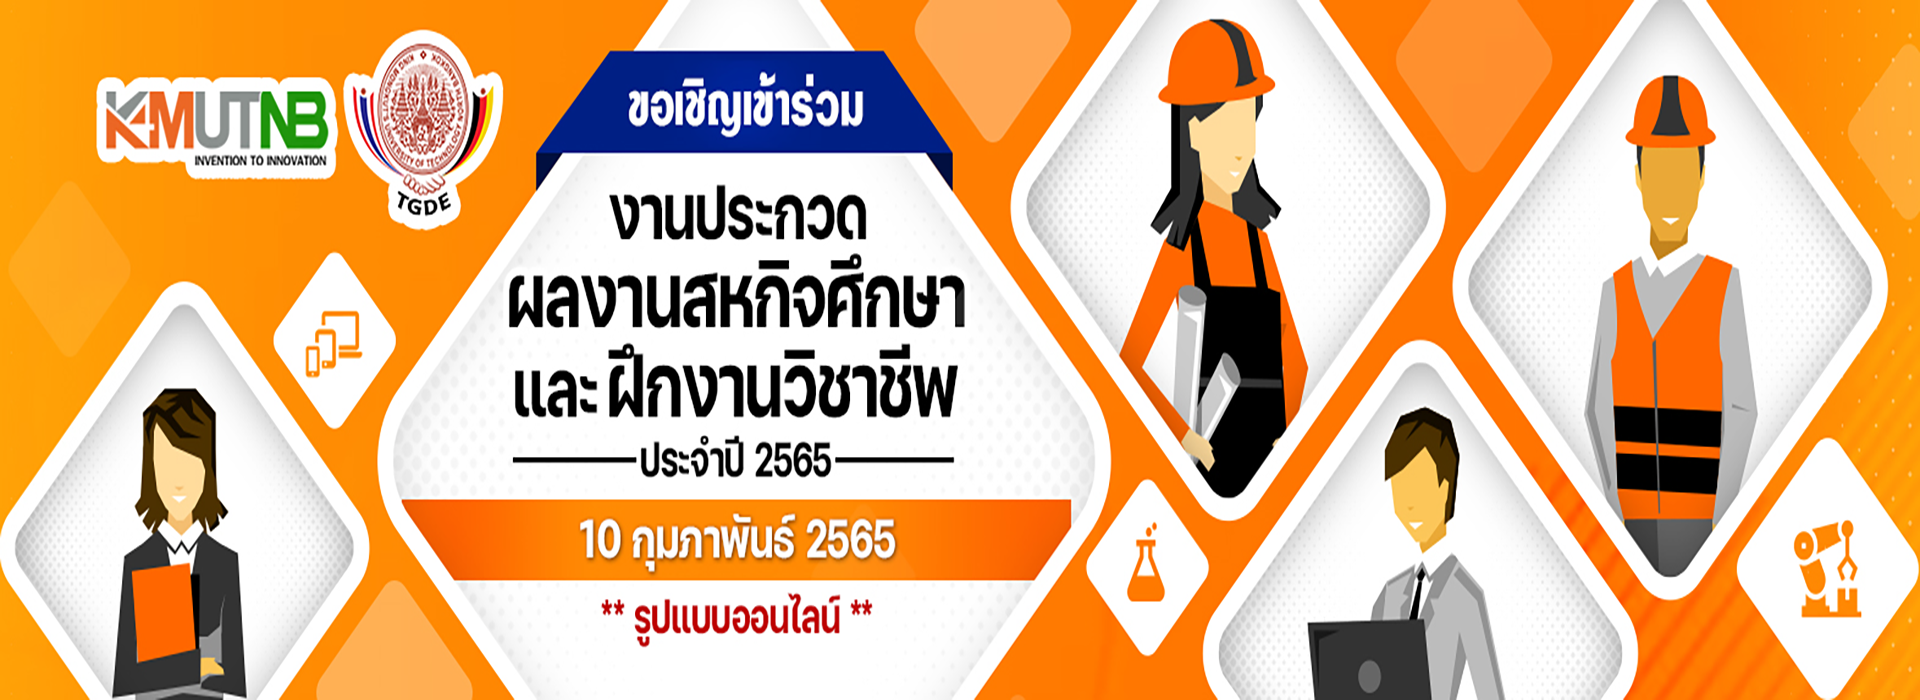 KMUTNB
INVENTION TO INNOVATION
TGDE
ขอเชิญเข้าร่วม
งานประกวด
ผลงานสหกิจศึกษา
และ ฝึกงานวิชาชีพ
ประจำปี 2565
10 กุมภาพันธ์ 2565
** รูปแบบออนไลน์ **